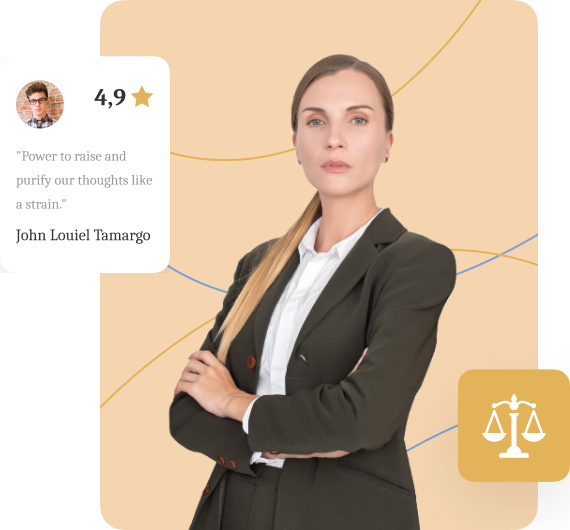 4,9
"Power to raise and
purify our thoughts like
a strain."
John Louiel Tamargo